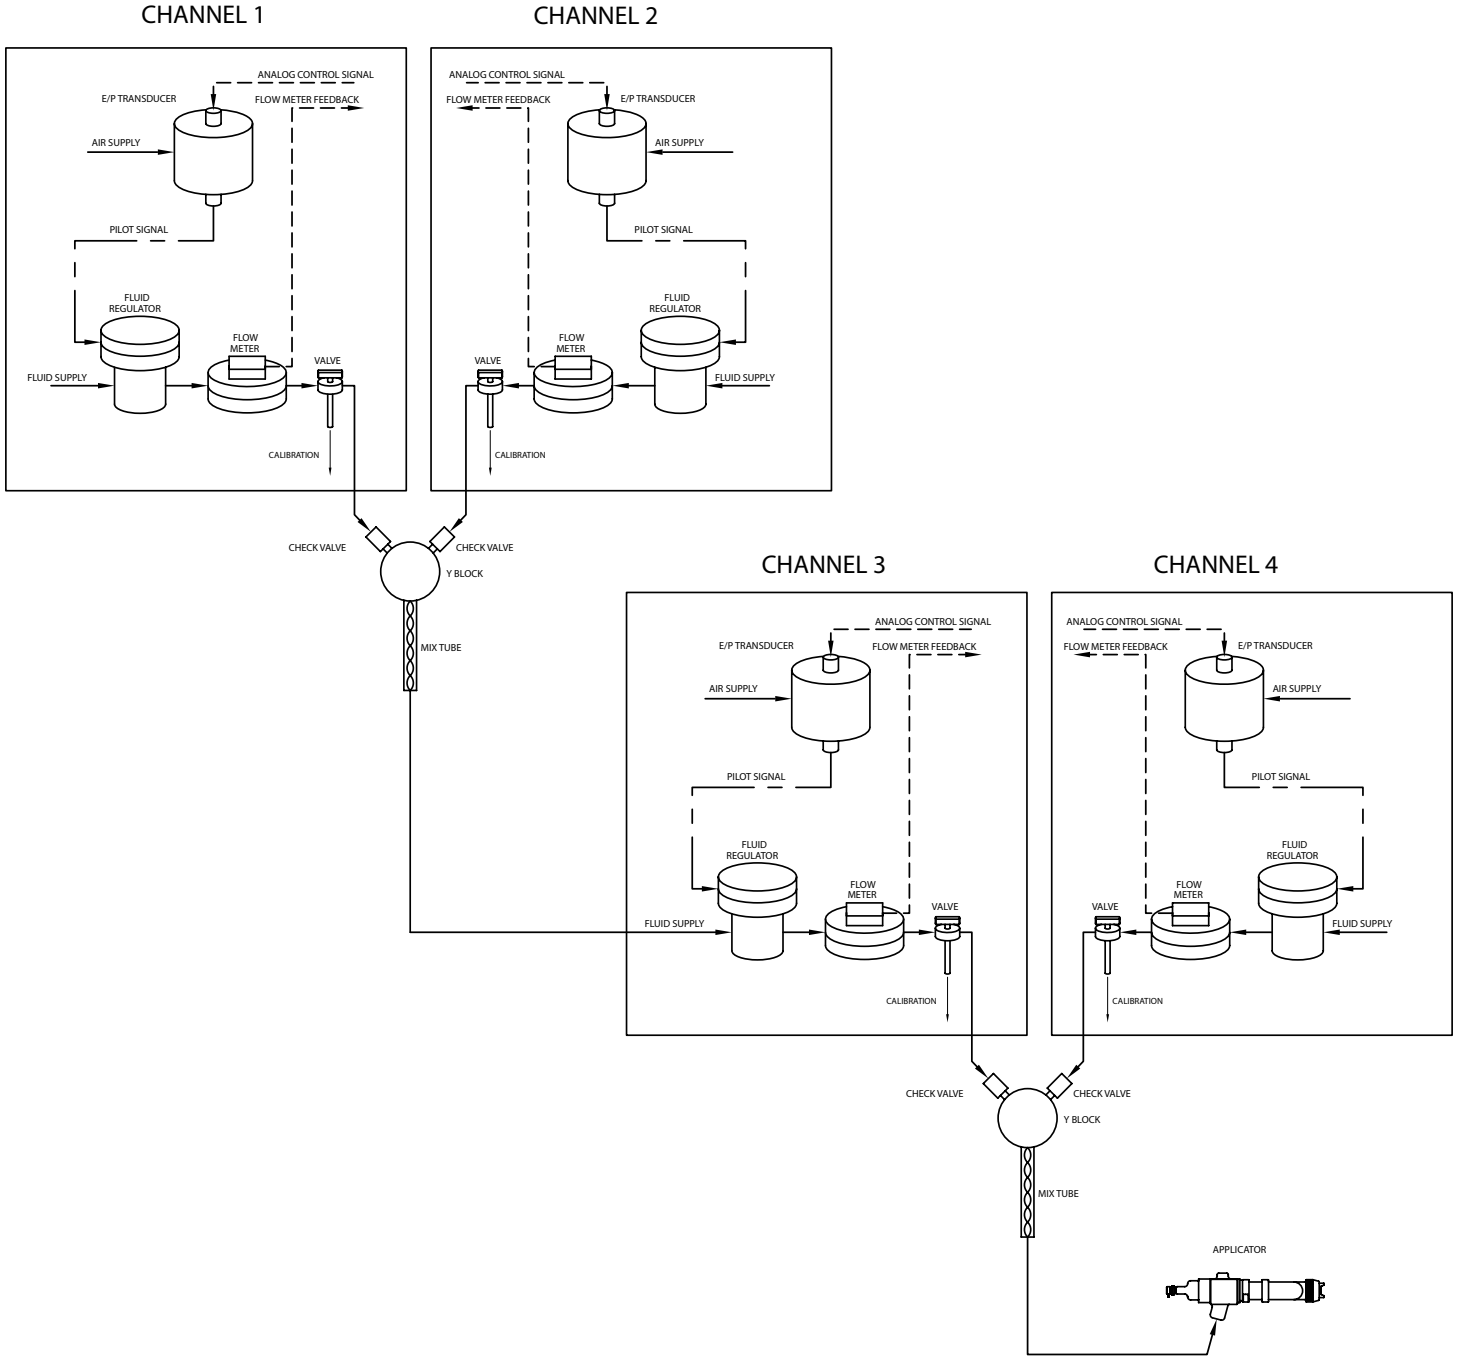 CHANNEL 1
CHANNEL 2
ANALOG CONTROL SIGNAL
E/P TRANSDUCER
FLOW METER FEEDBACK
AIR SUPPLY
PILOT SIGNAL
FLUID
REGULATOR
FLOW
METER
VALVE
FLUID SUPPLY
CALIBRATION
ANALOG CONTROL SIGNAL
FLOW METER FEEDBACK
E/P TRANSDUCER
AIR SUPPLY
PILOT SIGNAL
FLUID
REGULATOR
FLOW
METER
VALVE
FLUID SUPPLY
CALIBRATION
CHECK VALVE
CHECK VALVE
Y BLOCK
MIX TUBE
CHANNEL 3
CHANNEL 4
ANALOG CONTROL SIGNAL
E/P TRANSDUCER
FLOW METER FEEDBACK
AIR SUPPLY
PILOT SIGNAL
FLUID
REGULATOR
FLOW
METER
VALVE
FLUID SUPPLY
CALIBRATION
ANALOG CONTROL SIGNAL
E/P TRANSDUCER
FLOW METER FEEDBACK
AIR SUPPLY
PILOT SIGNAL
FLUID
REGULATOR
FLOW
METER
VALVE
FLUID SUPPLY
CALIBRATION
CHECK VALVE
CHECK VALVE
Y BLOCK
MIX TUBE
APPLICATOR